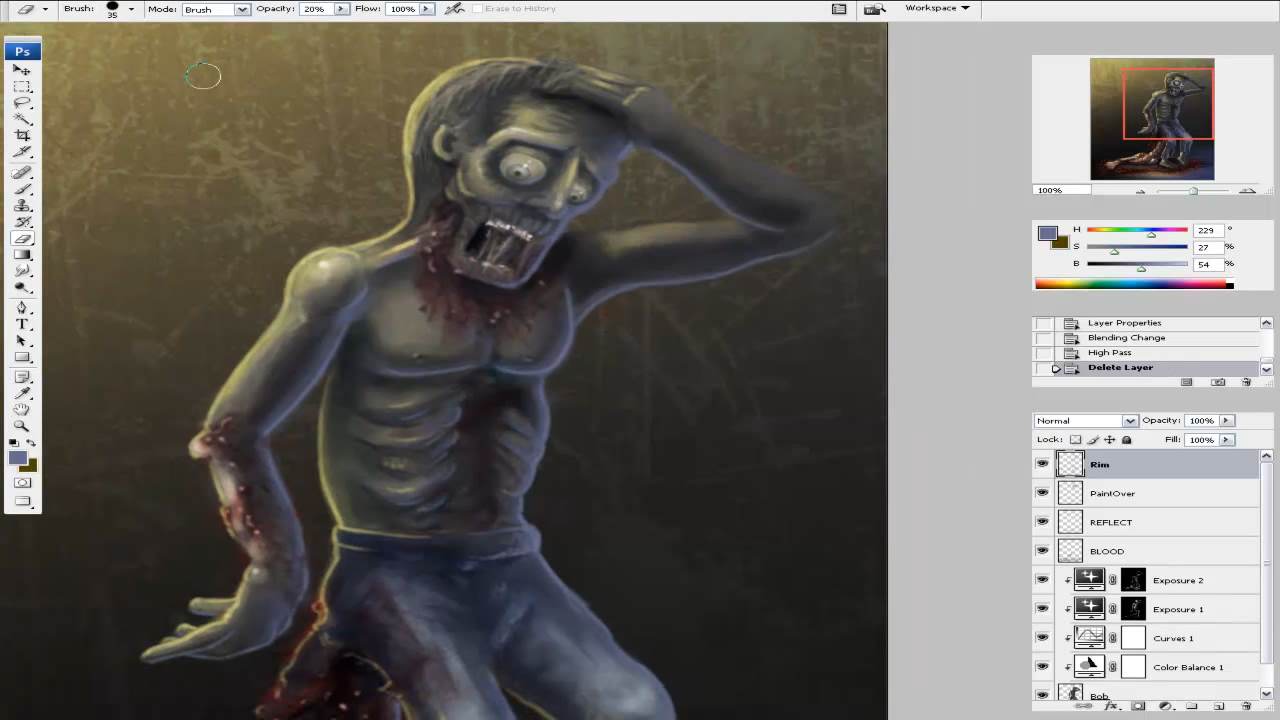 Brush: 35 Mode: Brush Opacity: 20% Flow: 100% Erase to History Workspace
Ps
100%
H 229 °
S 27 %
B 54 %
Layer Properties
Blending Change
High Pass
Delete Layer
Normal Opacity: 100%
Lock: Fill: 100%
Rim
PaintOver
REFLECT
BLOOD
Exposure 2
Exposure 1
Curves 1
Color Balance 1
Bob